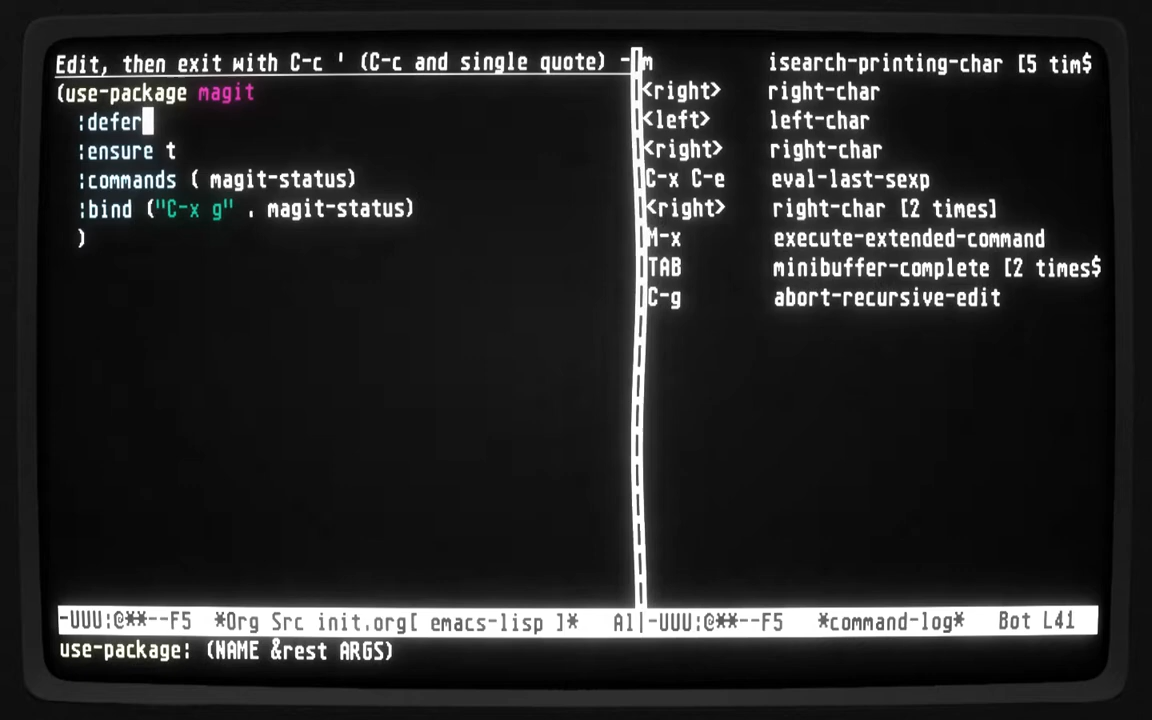 Edit, then exit with C-c ' (C-c and single quote) -
(use-package magit
:defer
:ensure t
:commands ( magit-status)
:bind ("C-x g" . magit-status)
)
m isearch-printing-char [5 tim$
<right> right-char
<left> left-char
<right> right-char
C-x C-e eval-last-sexp
<right> right-char [2 times]
M-x execute-extended-command
TAB minibuffer-complete [2 times$
C-g abort-recursive-edit
-UUU:@**--F5 *Org Src init.org[ emacs-lisp ]* Al|-UUU:@**--F5 *command-log* Bot L41
use-package: (NAME &rest ARGS)